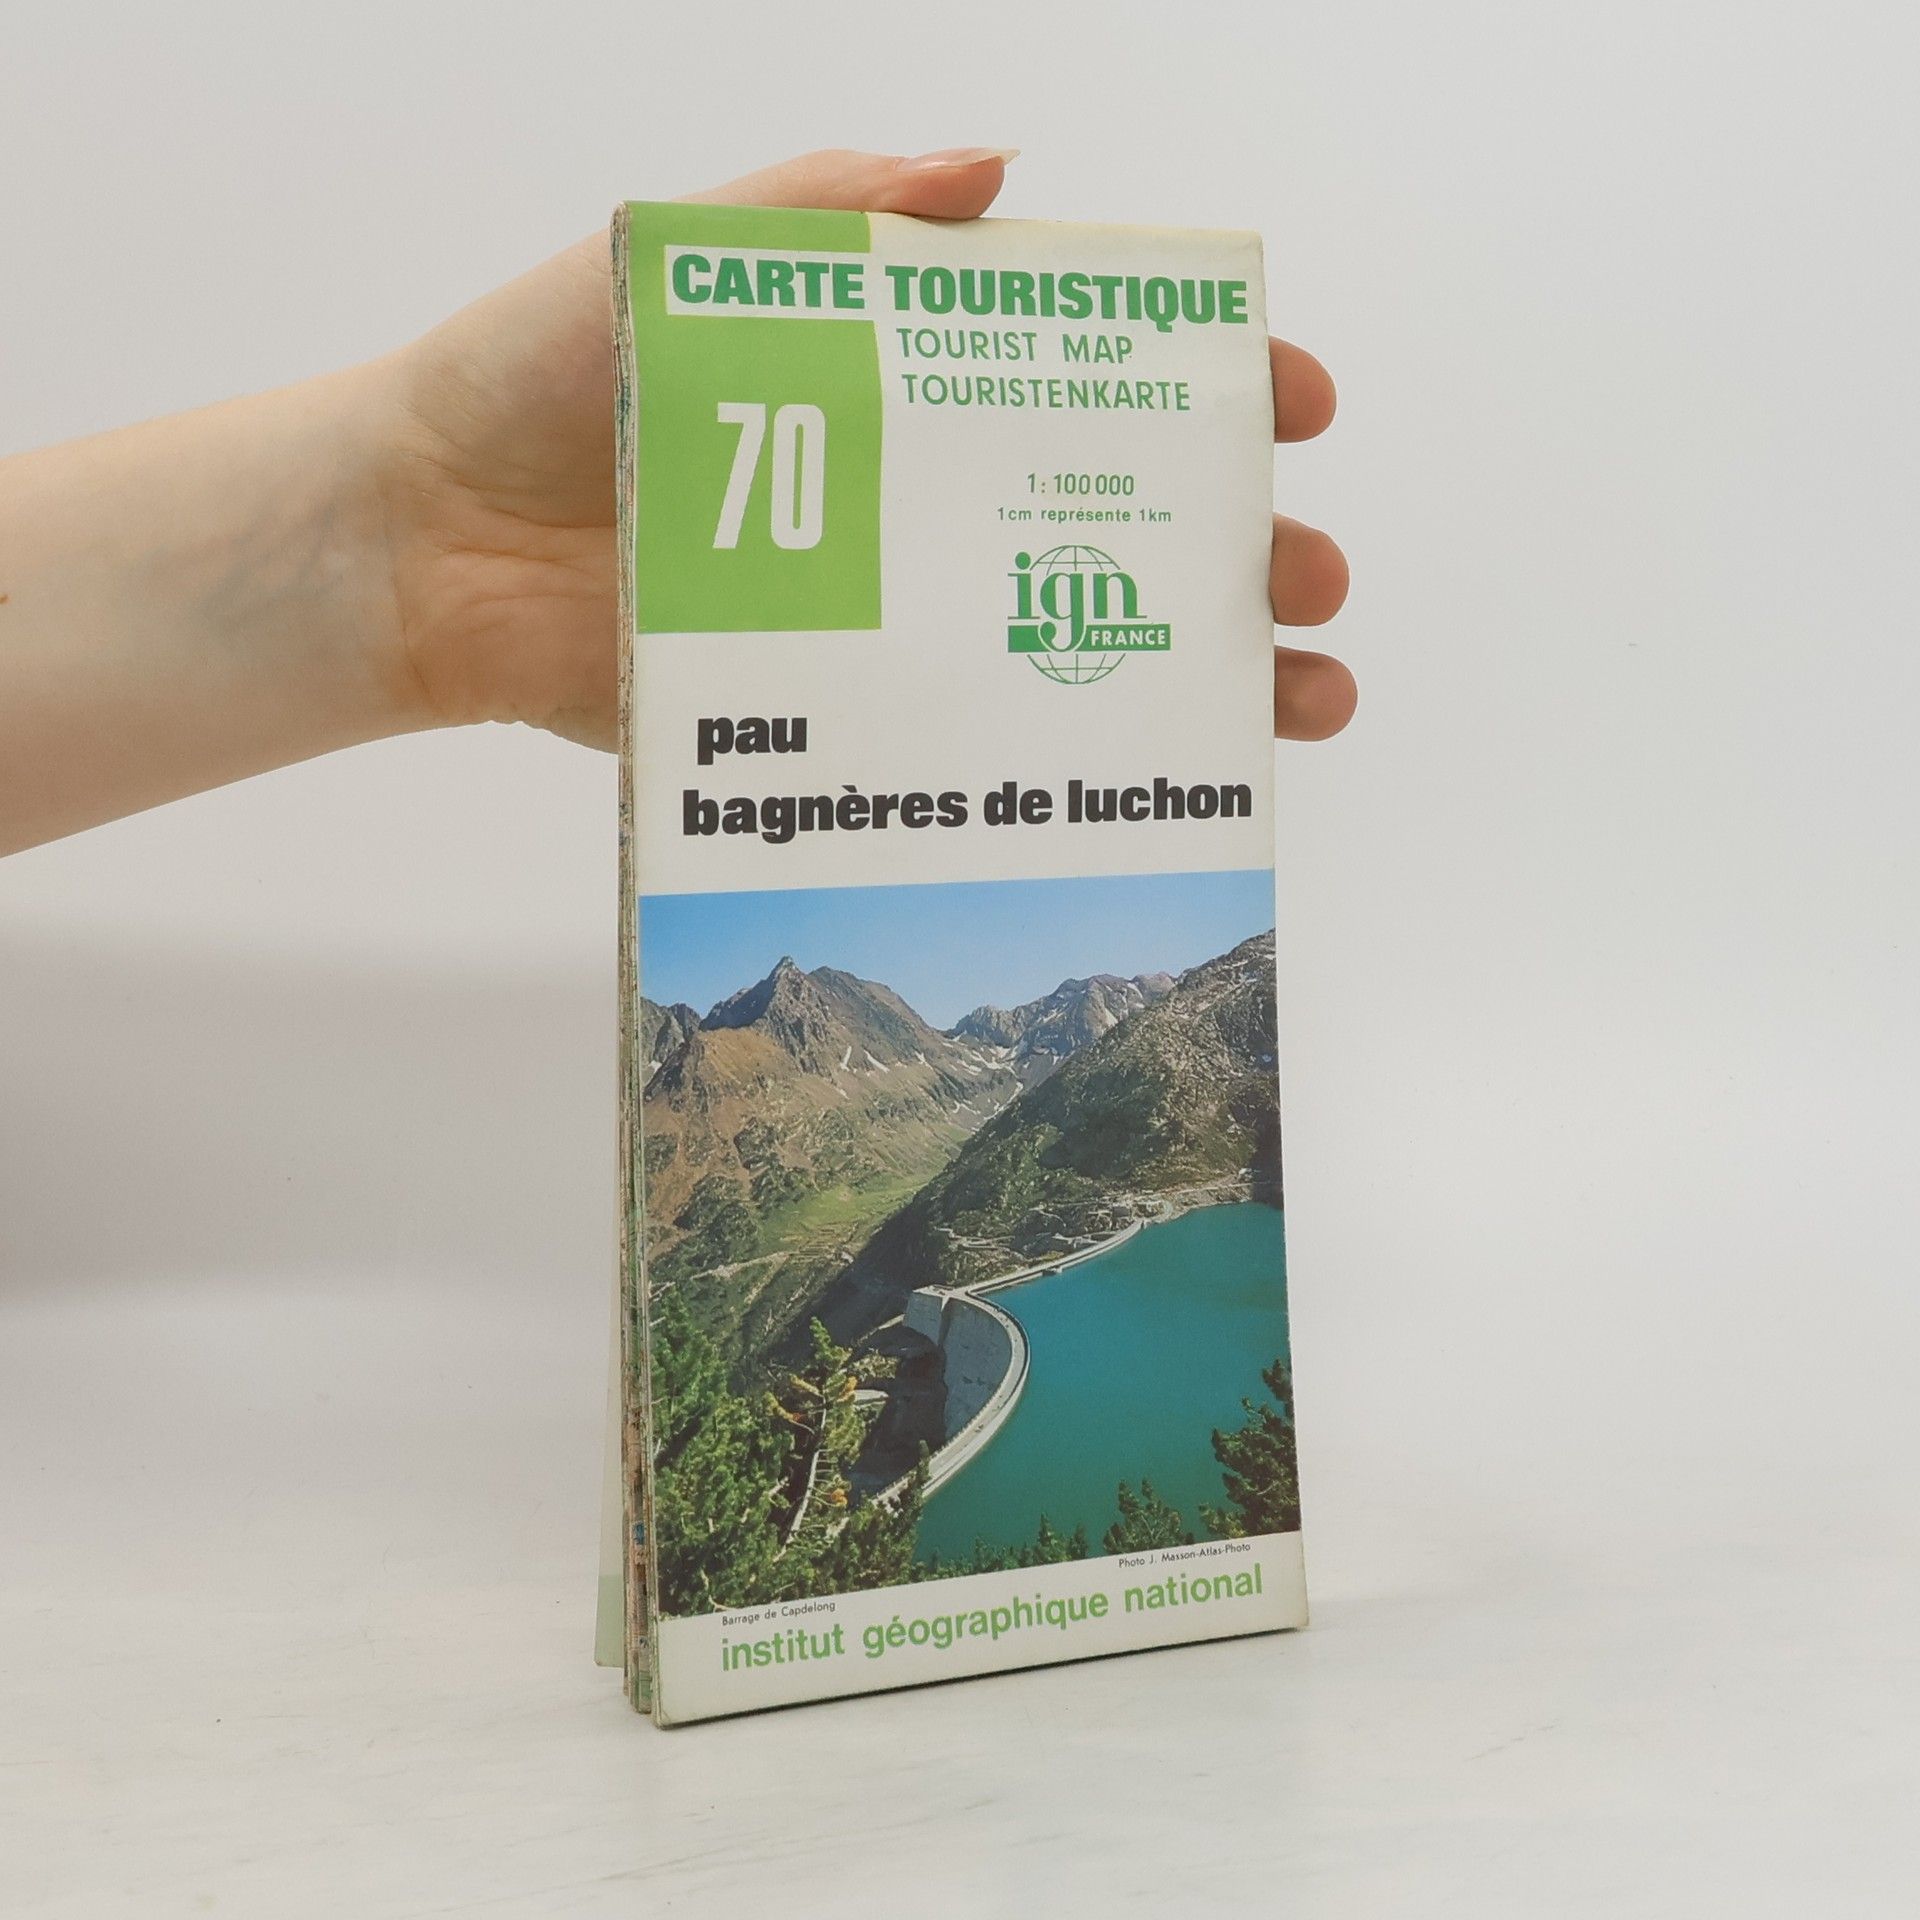 CARTE TOURISTIQUE
TOURIST MAP
TOURISTENKARTE
70
1: 100 000
1cm représente 1km
ign
FRANCE
pau
bagnères de luchon
Photo J. Masson-Atlas-Photo
Barrage de Capdelong
institut géographique national